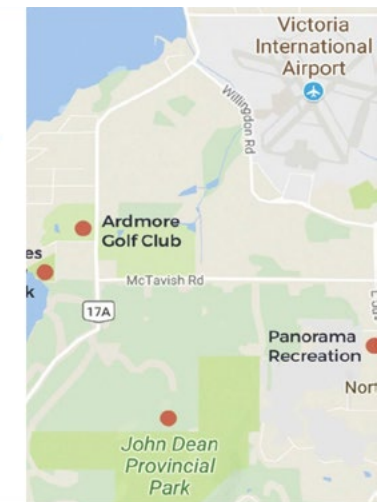 Victoria
International
Airport
Willingdon Rd
Ardmore
Golf Club
es
k
McTavish Rd
17A
Panorama
Recreation
Nort
John Dean
Provincial
Park